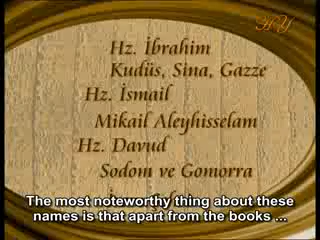 HY
Hz. İbrahim
Kudüs, Sina, Gazze
Hz. İsmail
Mikail Aleyhisselam
Hz. Davud
Sodom ve Gomorra
The most noteworthy thing about these
names is that apart from the books ...